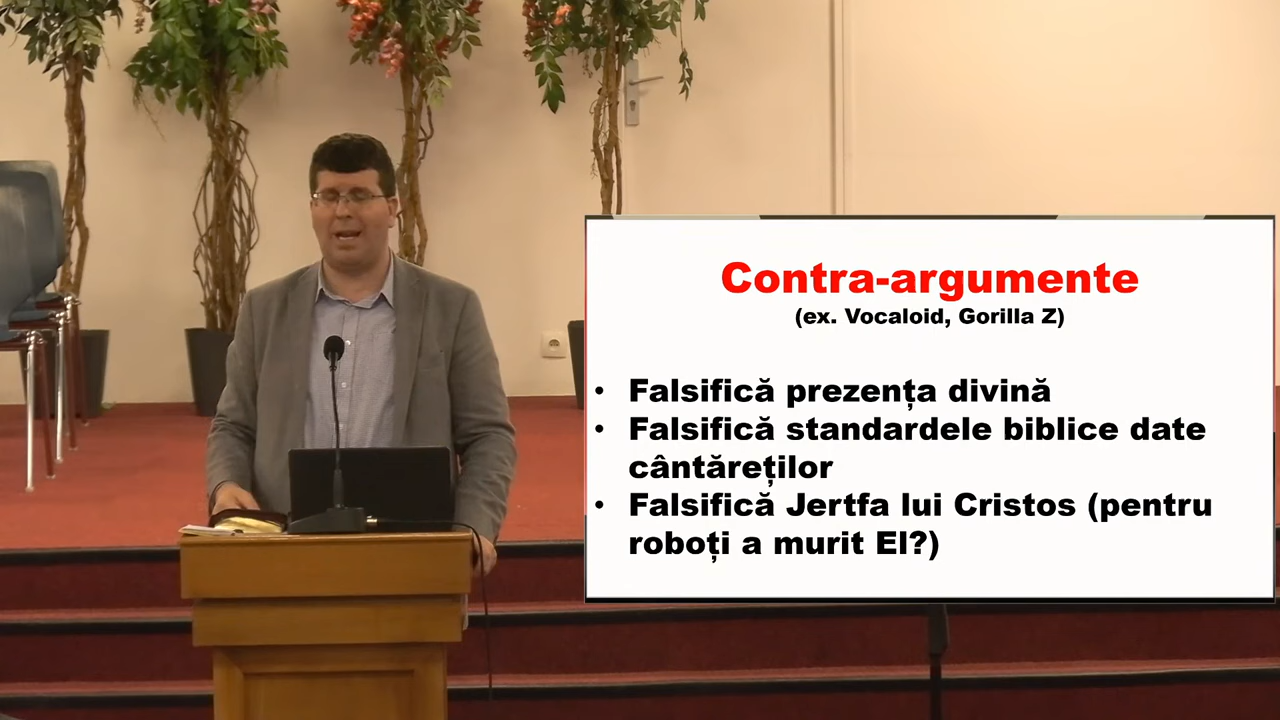 Contra-argumente
(ex. Vocaloid, Gorilla Z)
• Falsifică prezența divină
• Falsifică standardele biblice date
cântăreților
• Falsifică Jertfa lui Cristos (pentru
roboți a murit El?)